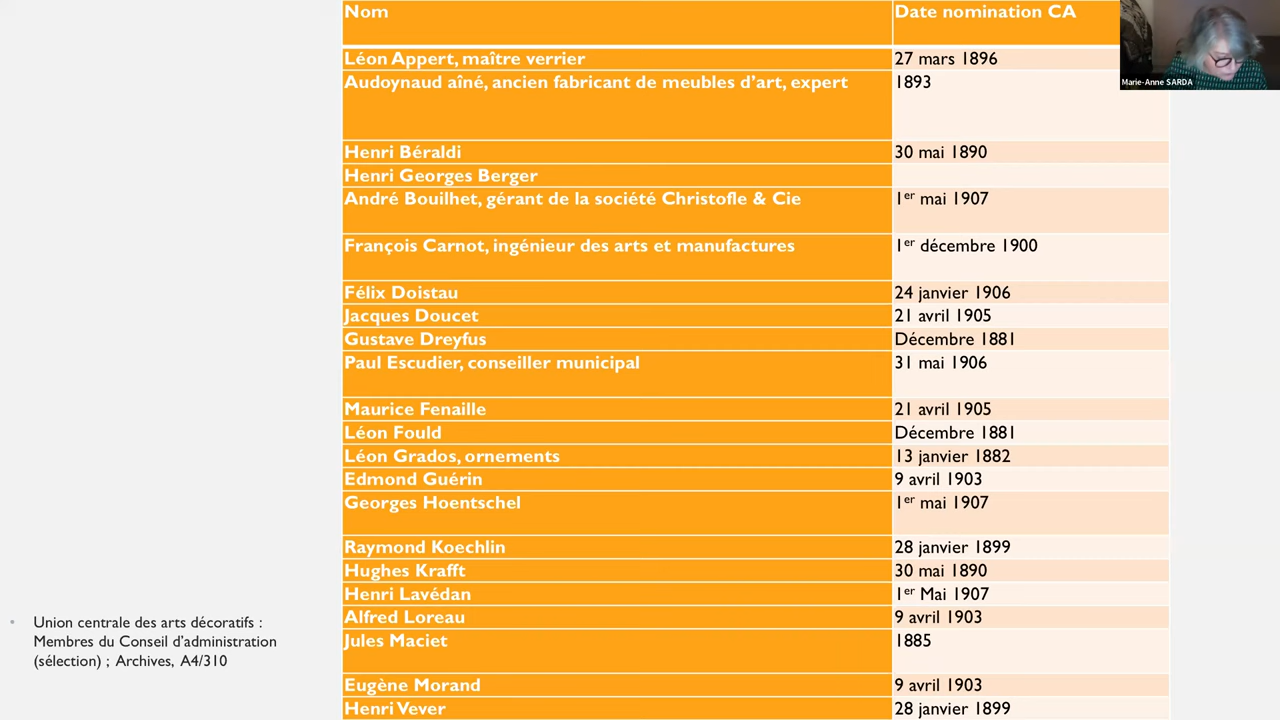 Nom Date nomination CA
Marie-Anne SARDA
Léon Appert, maître verrier 27 mars 1896
Audoynaud aîné, ancien fabricant de meubles d’art, expert 1893
Henri Béraldi 30 mai 1890
Henri Georges Berger
André Bouilhet, gérant de la société Christofle & Cie 1er mai 1907
François Carnot, ingénieur des arts et manufactures 1er décembre 1900
Félix Doistau 24 janvier 1906
Jacques Doucet 21 avril 1905
Gustave Dreyfus Décembre 1881
Paul Escudier, conseiller municipal 31 mai 1906
Maurice Fenaille 21 avril 1905
Léon Fould Décembre 1881
Léon Grados, ornements 13 janvier 1882
Edmond Guérin 9 avril 1903
Georges Hoentschel 1er mai 1907
Raymond Koechlin 28 janvier 1899
Hughes Krafft 30 mai 1890
Henri Lavédan 1er Mai 1907
Alfred Loreau 9 avril 1903
Jules Maciet 1885
Eugène Morand 9 avril 1903
Henri Vever 28 janvier 1899
• Union centrale des arts décoratifs :
Membres du Conseil d’administration
(sélection) ; Archives, A4/310